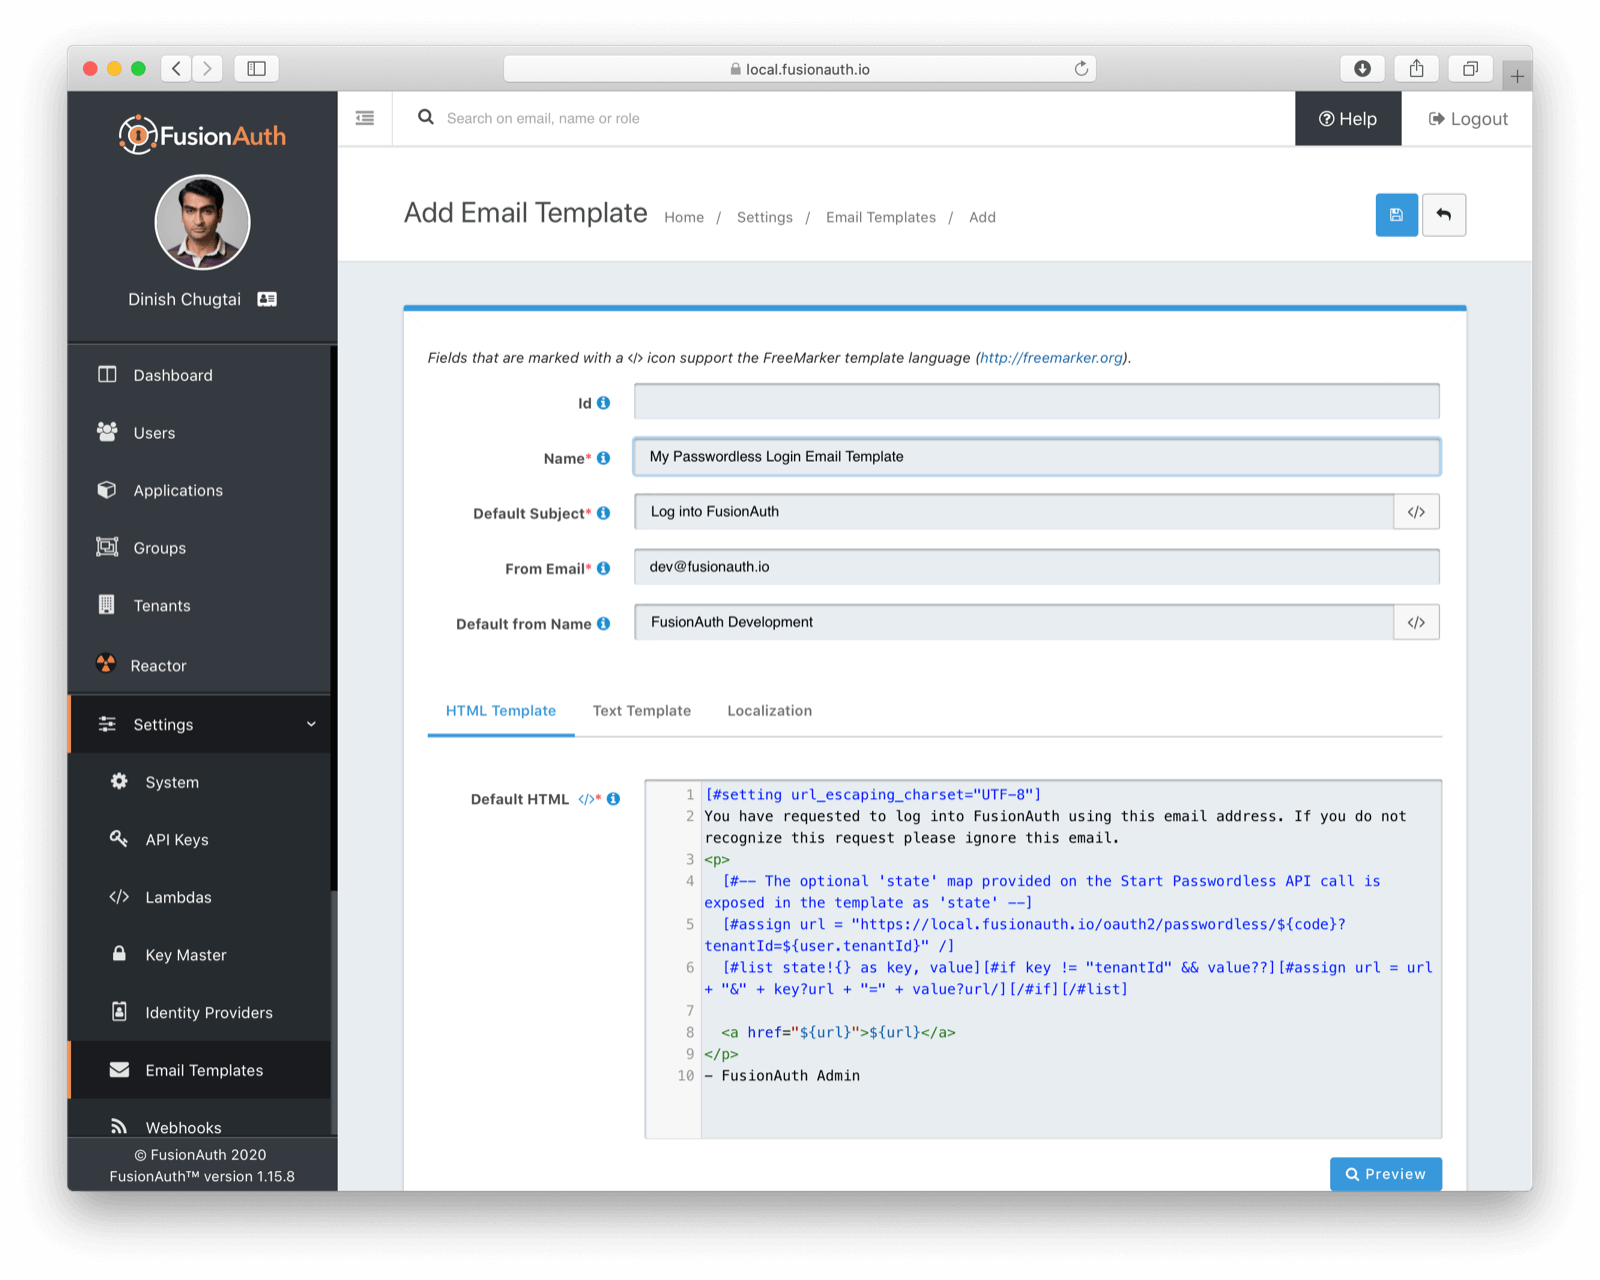 local.fusionauth.io
FusionAuth
Search on email, name or role
Help
Logout
Dinish Chugtai
Add Email Template
Home / Settings / Email Templates / Add
Dashboard
Users
Applications
Groups
Tenants
Reactor
Settings
System
API Keys
Lambdas
Key Master
Identity Providers
Email Templates
Webhooks
© FusionAuth 2020
FusionAuth™ version 1.15.8
Fields that are marked with a </> icon support the FreeMarker template language (http://freemarker.org).
Id
Name* My Passwordless Login Email Template
Default Subject* Log into FusionAuth </>
From Email* dev@fusionauth.io
Default from Name FusionAuth Development </>
HTML Template Text Template Localization
Default HTML </>*
1 [#setting url_escaping_charset="UTF-8"]
2 You have requested to log into FusionAuth using this email address. If you do not
recognize this request please ignore this email.
3 <p>
4 [#-- The optional 'state' map provided on the Start Passwordless API call is
exposed in the template as 'state' --]
5 [#assign url = "https://local.fusionauth.io/oauth2/passwordless/${code}?
tenantId=${user.tenantId}" /]
6 [#list state!{} as key, value][#if key != "tenantId" && value??][#assign url = url
+ "&" + key?url + "=" + value?url/][/#if][/#list]
7
8 <a href="${url}">${url}</a>
9 </p>
10 - FusionAuth Admin
Preview